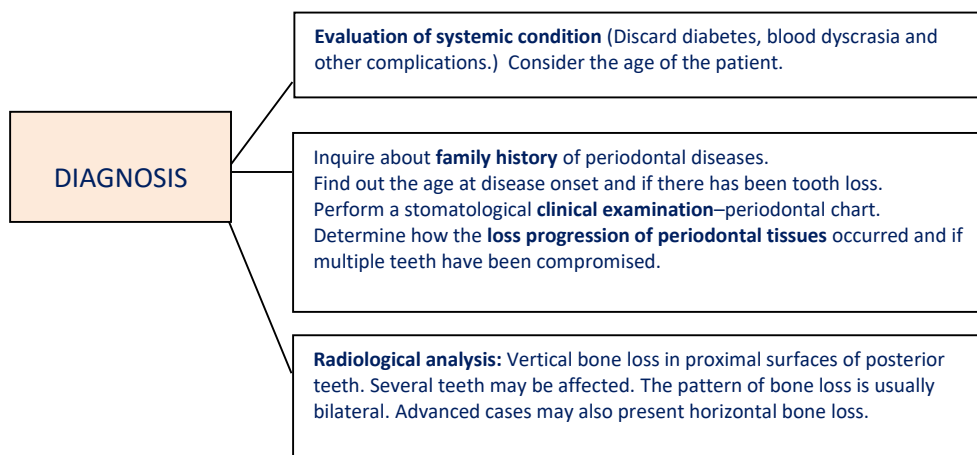 Evaluation of systemic condition (Discard diabetes, blood dyscrasia and
other complications.)  Consider the age of the patient.
DIAGNOSIS
Inquire about family history of periodontal diseases.
Find out the age at disease onset and if there has been tooth loss.
Perform a stomatological clinical examination–periodontal chart.
Determine how the loss progression of periodontal tissues occurred and if
multiple teeth have been compromised.
Radiological analysis: Vertical bone loss in proximal surfaces of posterior
teeth. Several teeth may be affected. The pattern of bone loss is usually
bilateral. Advanced cases may also present horizontal bone loss.